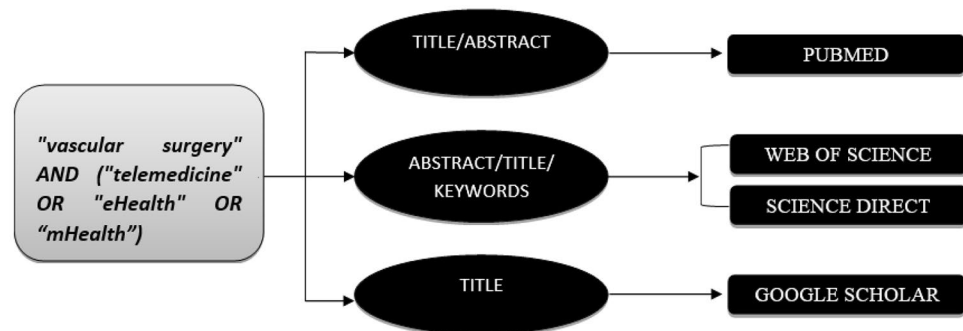 "vascular surgery"
AND ("telemedicine"
OR "eHealth" OR
“mHealth”)
TITLE/ABSTRACT
PUBMED
ABSTRACT/TITLE/
KEYWORDS
WEB OF SCIENCE
SCIENCE DIRECT
TITLE
GOOGLE SCHOLAR